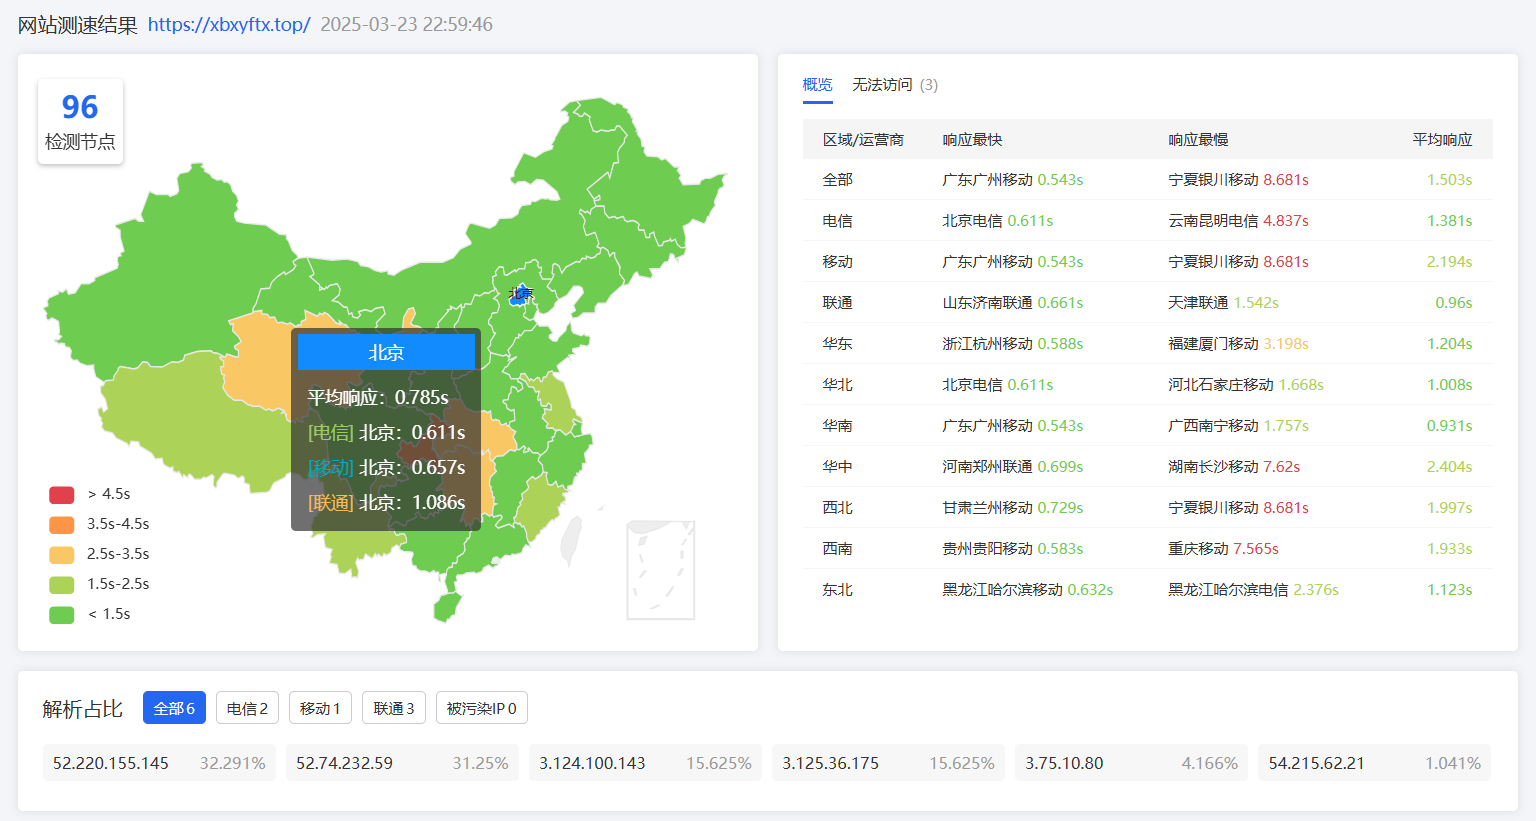 网站测速结果 https://xbxyftx.top/ 2025-03-23 22:59:46
96
检测节点
北京
北京
平均响应：0.785s
[电信] 北京：0.611s
[移动] 北京：0.657s
[联通] 北京：1.086s
> 4.5s
3.5s-4.5s
2.5s-3.5s
1.5s-2.5s
< 1.5s
概览 无法访问 (3)
区域/运营商 响应最快 响应最慢 平均响应
全部 广东广州移动 0.543s 宁夏银川移动 8.681s 1.503s
电信 北京电信 0.611s 云南昆明电信 4.837s 1.381s
移动 广东广州移动 0.543s 宁夏银川移动 8.681s 2.194s
联通 山东济南联通 0.661s 天津联通 1.542s 0.96s
华东 浙江杭州移动 0.588s 福建厦门移动 3.198s 1.204s
华北 北京电信 0.611s 河北石家庄移动 1.668s 1.008s
华南 广东广州移动 0.543s 广西南宁移动 1.757s 0.931s
华中 河南郑州联通 0.699s 湖南长沙移动 7.62s 2.404s
西北 甘肃兰州移动 0.729s 宁夏银川移动 8.681s 1.997s
西南 贵州贵阳移动 0.583s 重庆移动 7.565s 1.933s
东北 黑龙江哈尔滨移动 0.632s 黑龙江哈尔滨电信 2.376s 1.123s
解析占比 全部 6 电信 2 移动 1 联通 3 被污染IP 0
52.220.155.145 32.291% 52.74.232.59 31.25% 3.124.100.143 15.625% 3.125.36.175 15.625% 3.75.10.80 4.166% 54.215.62.21 1.041%